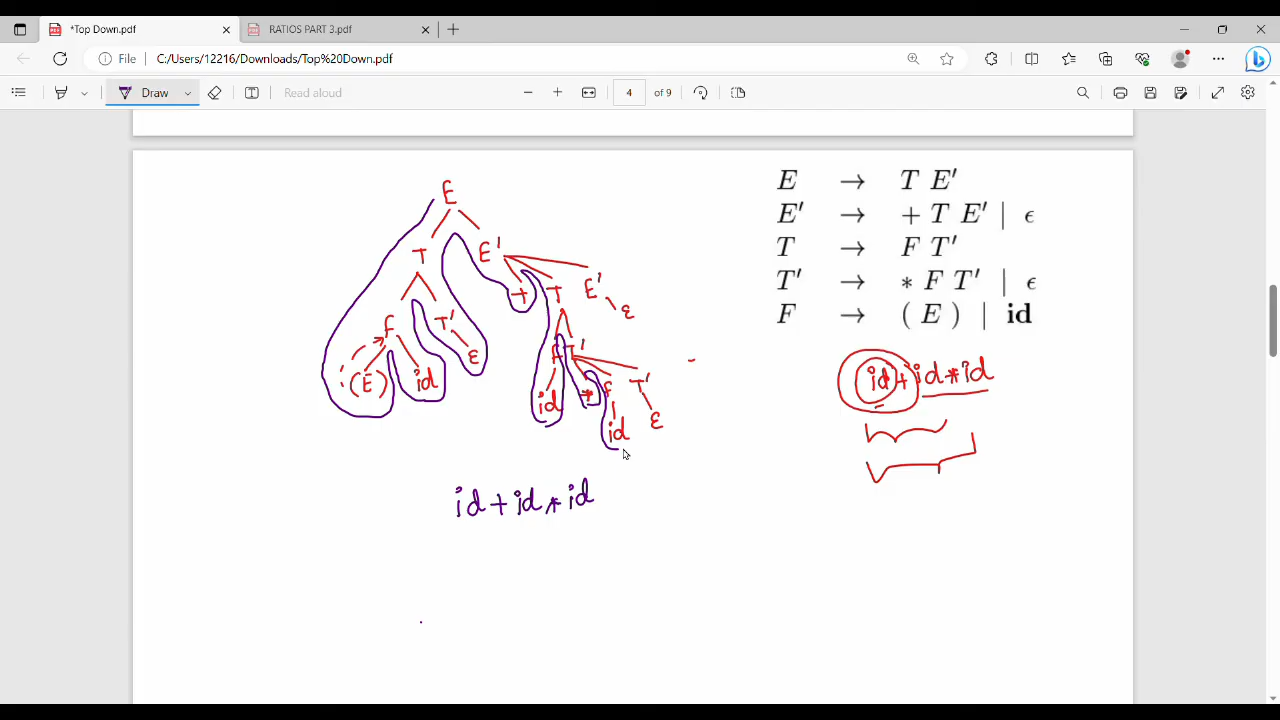 *Top Down.pdf
RATIOS PART 3.pdf
File
C:/Users/12216/Downloads/Top%20Down.pdf
Draw
Read aloud
4 of 9
E
T E'
+ T E'
F T' ε
(E) id ε
F T'
id * F T'
id ε
id+id*id
E → T E'
E' → + T E' | ϵ
T → F T'
T' → * F T' | ϵ
F → ( E ) | id
id+id*id